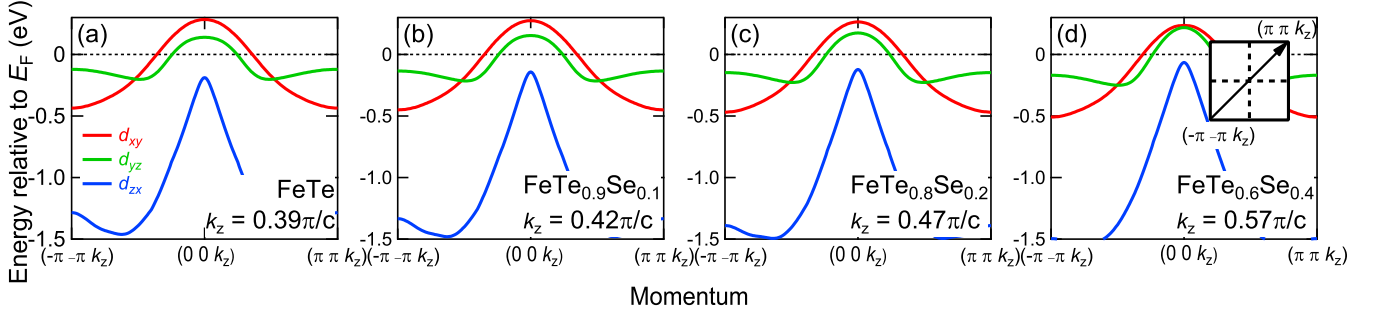 Energy relative to E_F (eV)
0
-0.5
-1.0
-1.5
(a)
d_xy
d_yz
d_zx
FeTe
k_z = 0.39π/c
(-π -π k_z)
(0 0 k_z)
(π π k_z)
0
-0.5
-1.0
-1.5
(b)
FeTe_0.9Se_0.1
k_z = 0.42π/c
(-π -π k_z)
(0 0 k_z)
(π π k_z)
0
-0.5
-1.0
-1.5
(c)
FeTe_0.8Se_0.2
k_z = 0.47π/c
(-π -π k_z)
(0 0 k_z)
(π π k_z)
0
-0.5
-1.0
-1.5
(d)
(π π k_z)
(-π -π k_z)
FeTe_0.6Se_0.4
k_z = 0.57π/c
(-π -π k_z)
(0 0 k_z)
(π π k_z)
Momentum